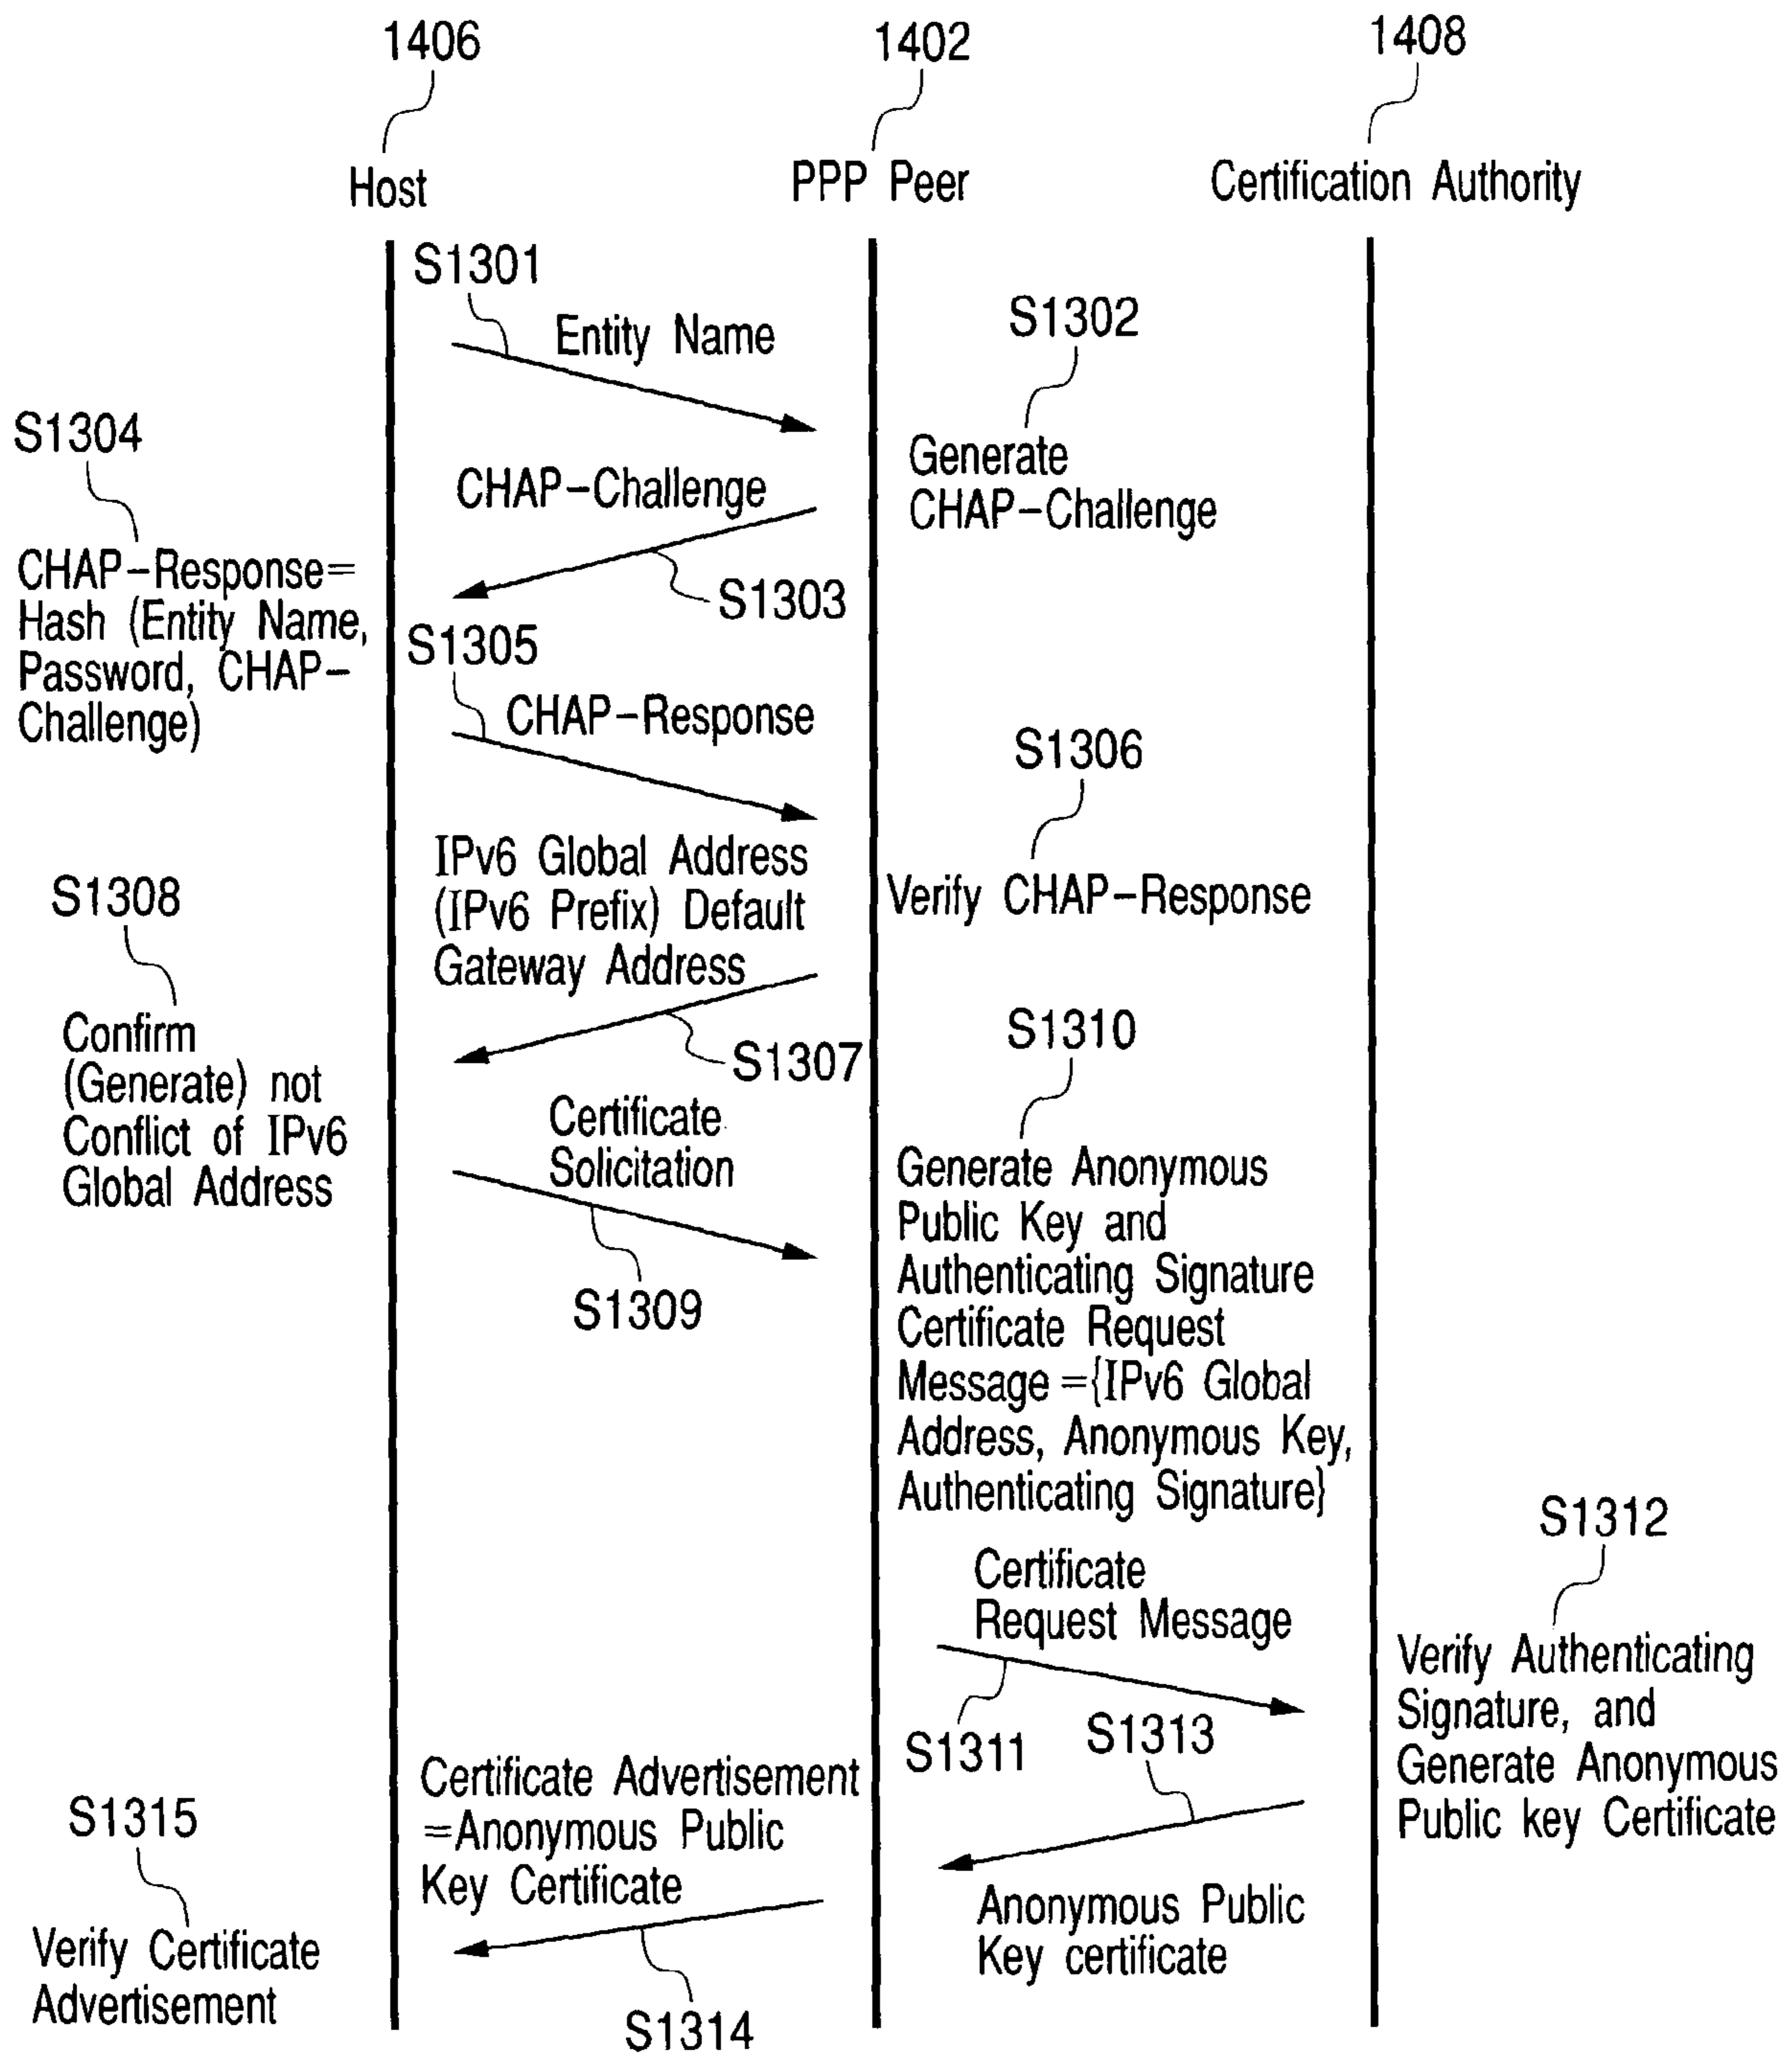 1406
1402
1408
Host
PPP Peer
Certification Authority
S1301
Entity Name
S1302
Generate
CHAP-Challenge
CHAP-Challenge
S1303
S1304
CHAP-Response=
Hash (Entity Name,
Password, CHAP-
Challenge)
S1305
CHAP-Response
S1306
Verify CHAP-Response
IPv6 Global Address
(IPv6 Prefix) Default
Gateway Address
S1307
S1308
Confirm
(Generate) not
Conflict of IPv6
Global Address
Certificate
Solicitation
S1309
S1310
Generate Anonymous
Public Key and
Authenticating Signature
Certificate Request
Message={IPv6 Global
Address, Anonymous Key,
Authenticating Signature}
Certificate
Request Message
S1311
S1312
Verify Authenticating
Signature, and
Generate Anonymous
Public key Certificate
S1313
Anonymous Public
Key certificate
Certificate Advertisement
=Anonymous Public
Key Certificate
S1314
S1315
Verify Certificate
Advertisement